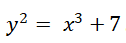 y² = x³ + 7